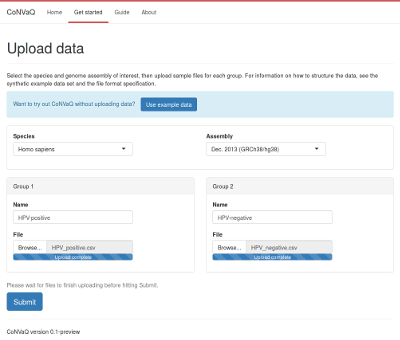 CoNVaQ Home Get started Guide About
Upload data
Select the species and genome assembly of interest, then upload sample files for each group. For information on how to structure the data, see the
synthetic example data set and the file format specification.
Want to try out CoNVaQ without uploading data? Use example data
Species Assembly
Homo sapiens Dec. 2013 (GRCh38/hg38)
Group 1 Group 2
Name Name
HPV-positive HPV-negative
File File
Browse... HPV_positive.csv Browse... HPV_negative.csv
Upload complete Upload complete
Please wait for files to finish uploading before hitting Submit.
Submit
CoNVaQ version 0.1-preview